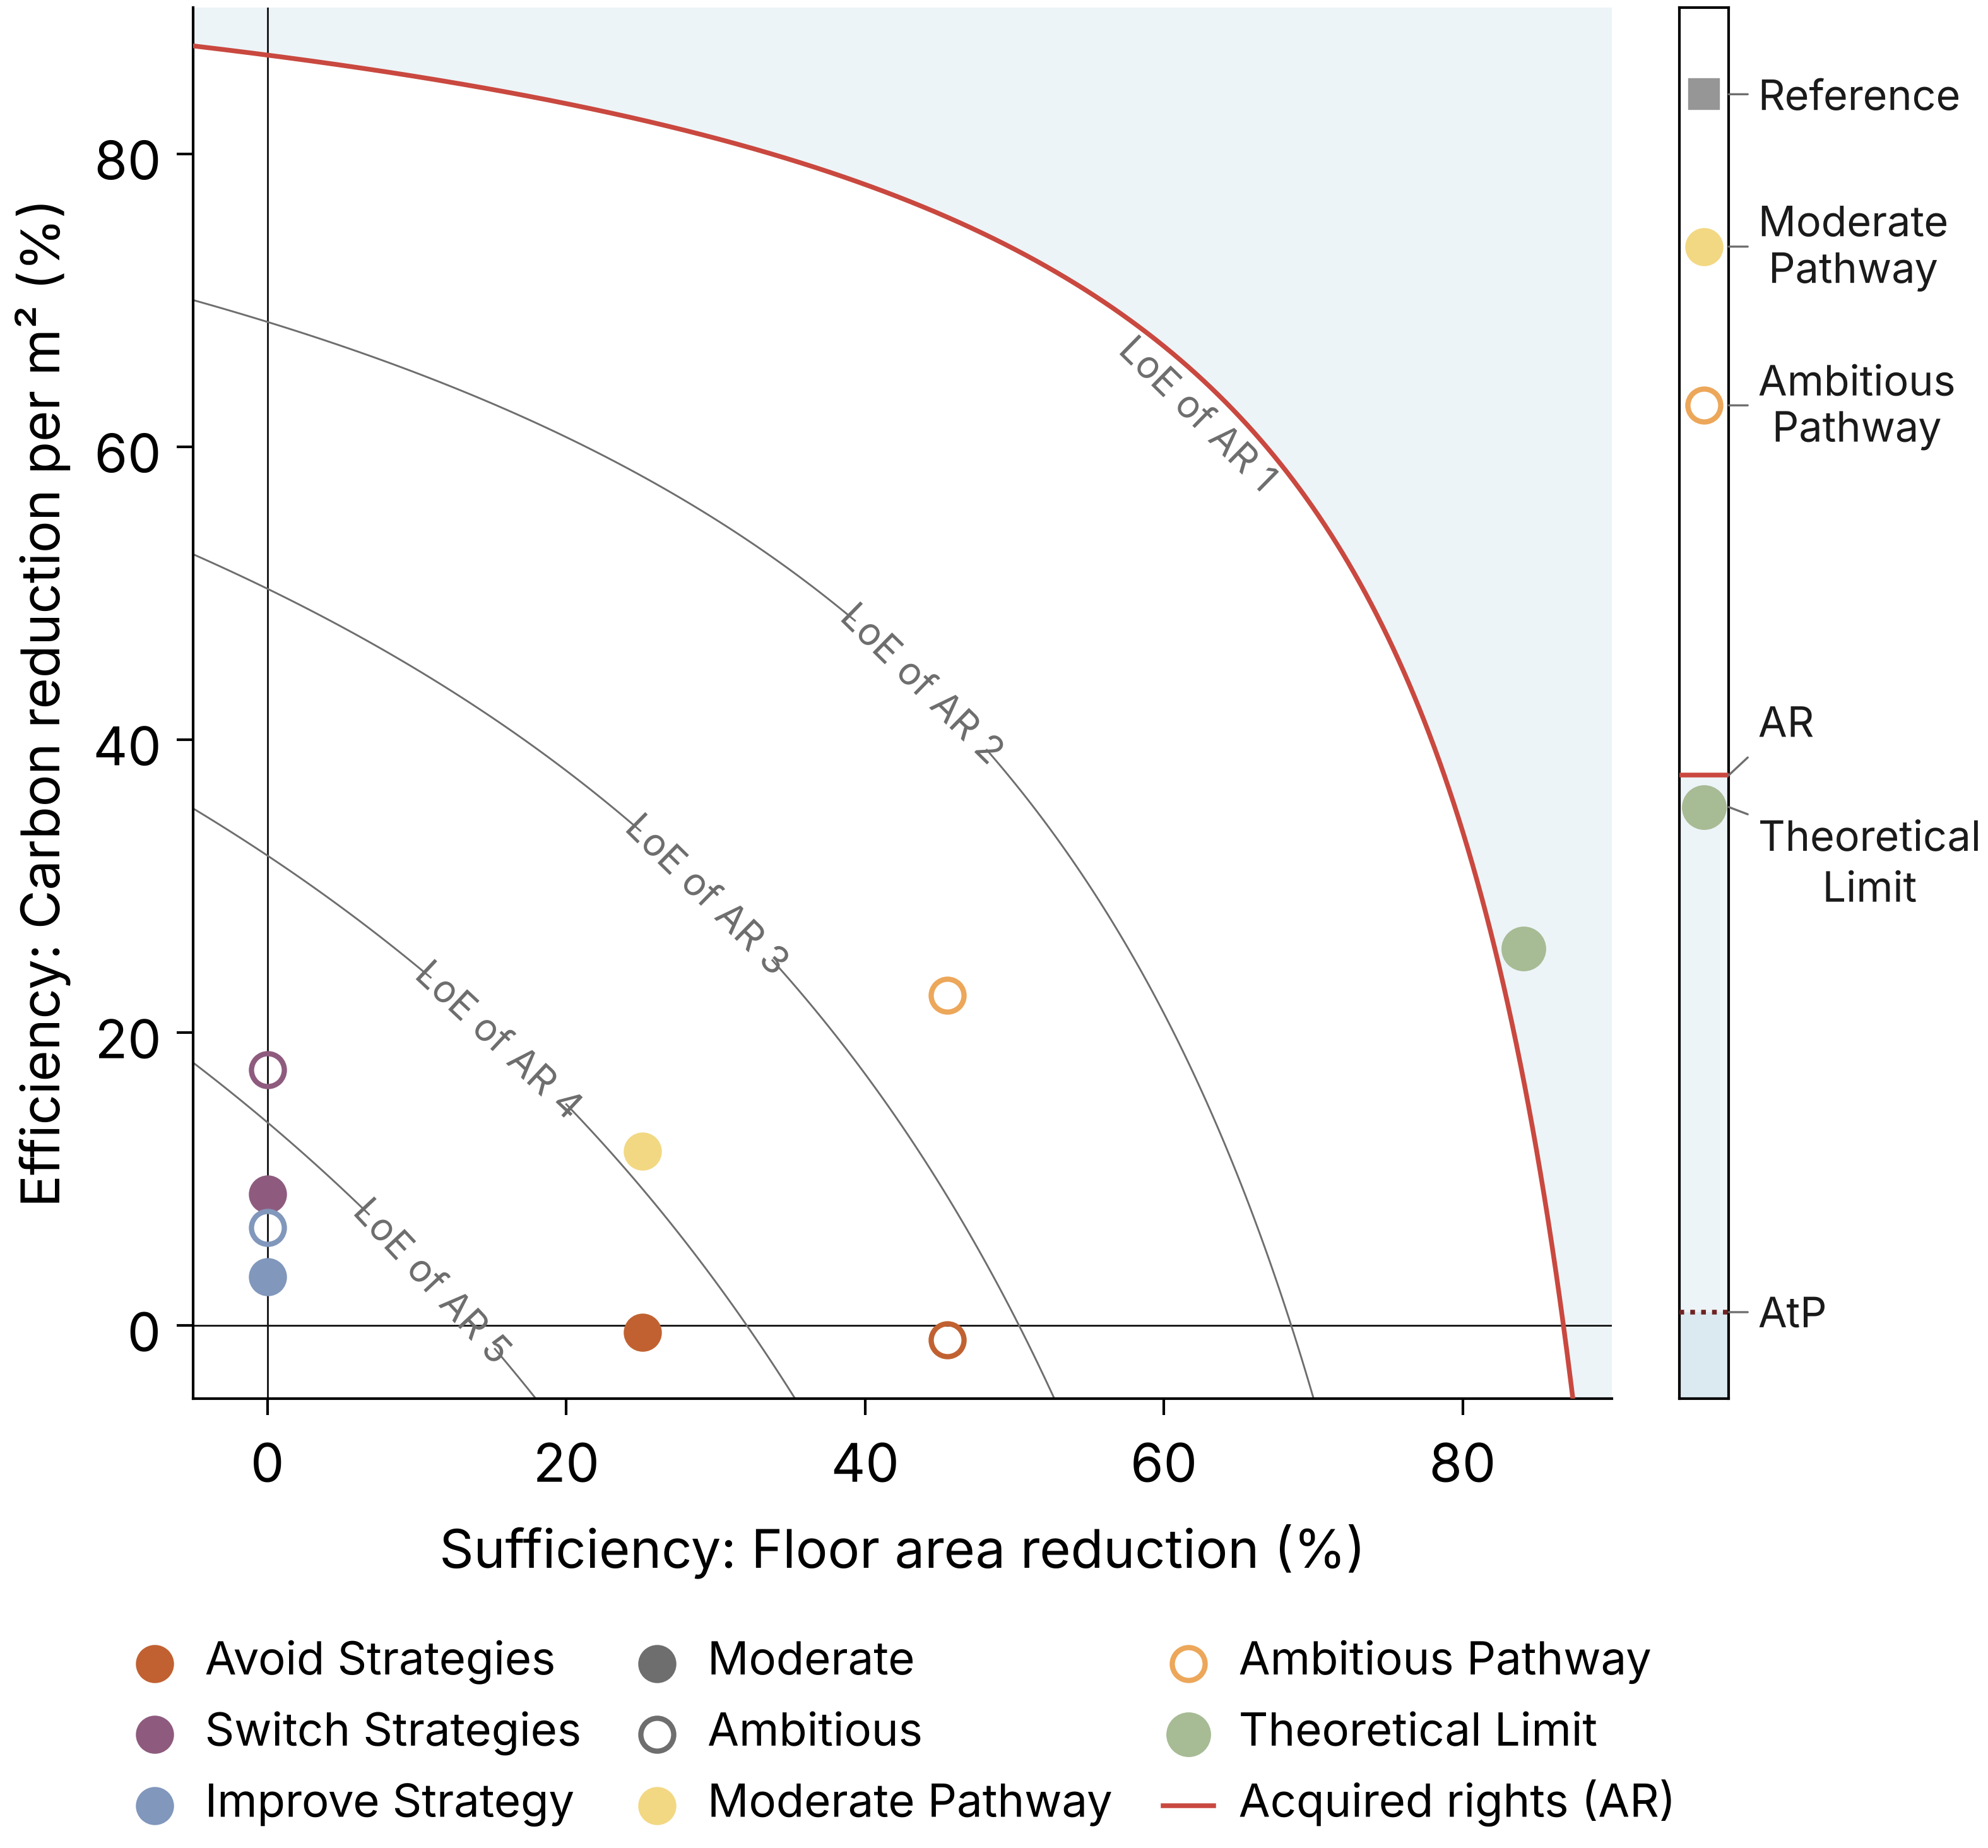 Efficiency: Carbon reduction per m² (%)
80
60
40
20
0
LoE of AR 1
LoE of AR 2
LoE of AR 3
LoE of AR 4
LoE of AR 5
0
20
40
60
80
Sufficiency: Floor area reduction (%)
Reference
Moderate
Pathway
Ambitious
Pathway
AR
Theoretical
Limit
AtP
Avoid Strategies
Switch Strategies
Improve Strategy
Moderate
Ambitious
Moderate Pathway
Ambitious Pathway
Theoretical Limit
Acquired rights (AR)